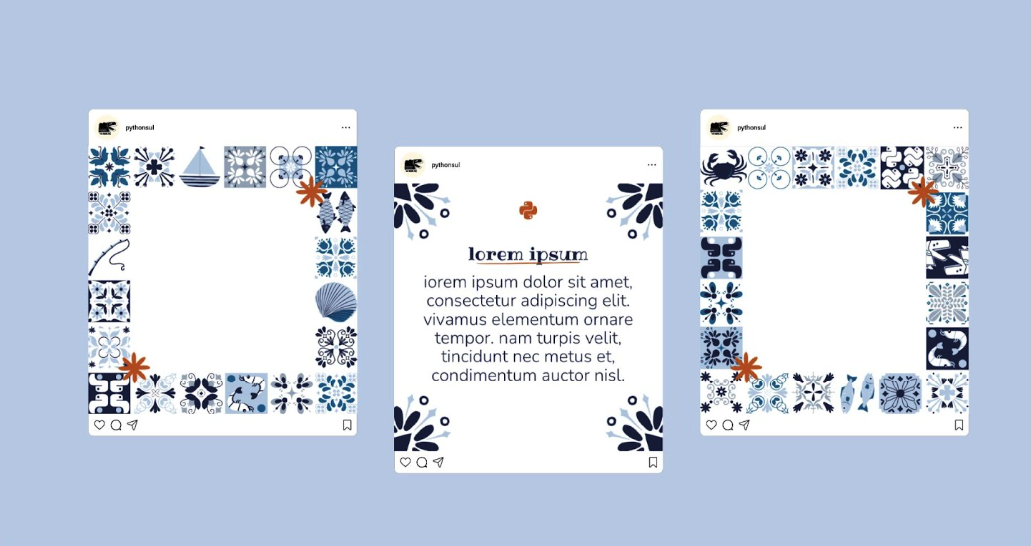 pythonsul
pythonsul
lorem ipsum
iorem ipsum dolor sit amet,
consectetur adipiscing elit.
vivamus elementum ornare
tempor. nam turpis velit,
tincidunt nec metus et,
condimentum auctor nisl.
pythonsul